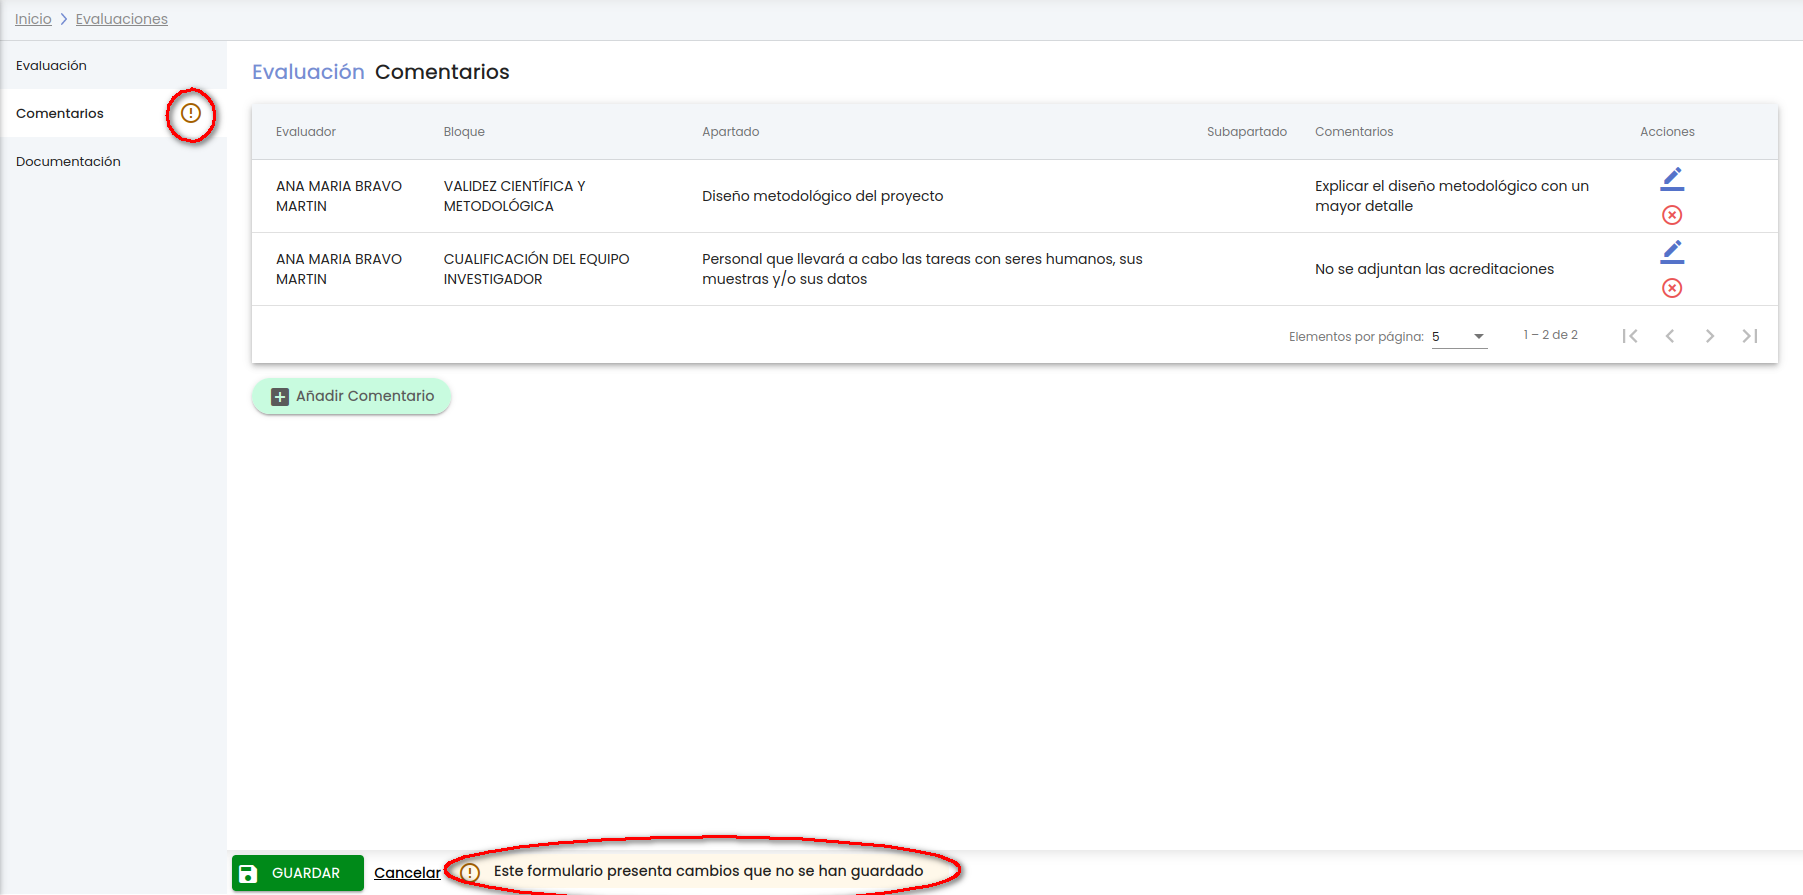 Inicio > Evaluaciones
Evaluación
Comentarios
Documentación
Evaluación Comentarios
Evaluador Bloque Apartado Subapartado Comentarios Acciones
ANA MARIA BRAVO
MARTIN
VALIDEZ CIENTÍFICA Y
METODOLÓGICA
Diseño metodológico del proyecto
Explicar el diseño metodológico con un
mayor detalle
ANA MARIA BRAVO
MARTIN
CUALIFICACIÓN DEL EQUIPO
INVESTIGADOR
Personal que llevará a cabo las tareas con seres humanos, sus
muestras y/o sus datos
No se adjuntan las acreditaciones
Elementos por página: 5 1 – 2 de 2
Añadir Comentario
GUARDAR Cancelar Este formulario presenta cambios que no se han guardado